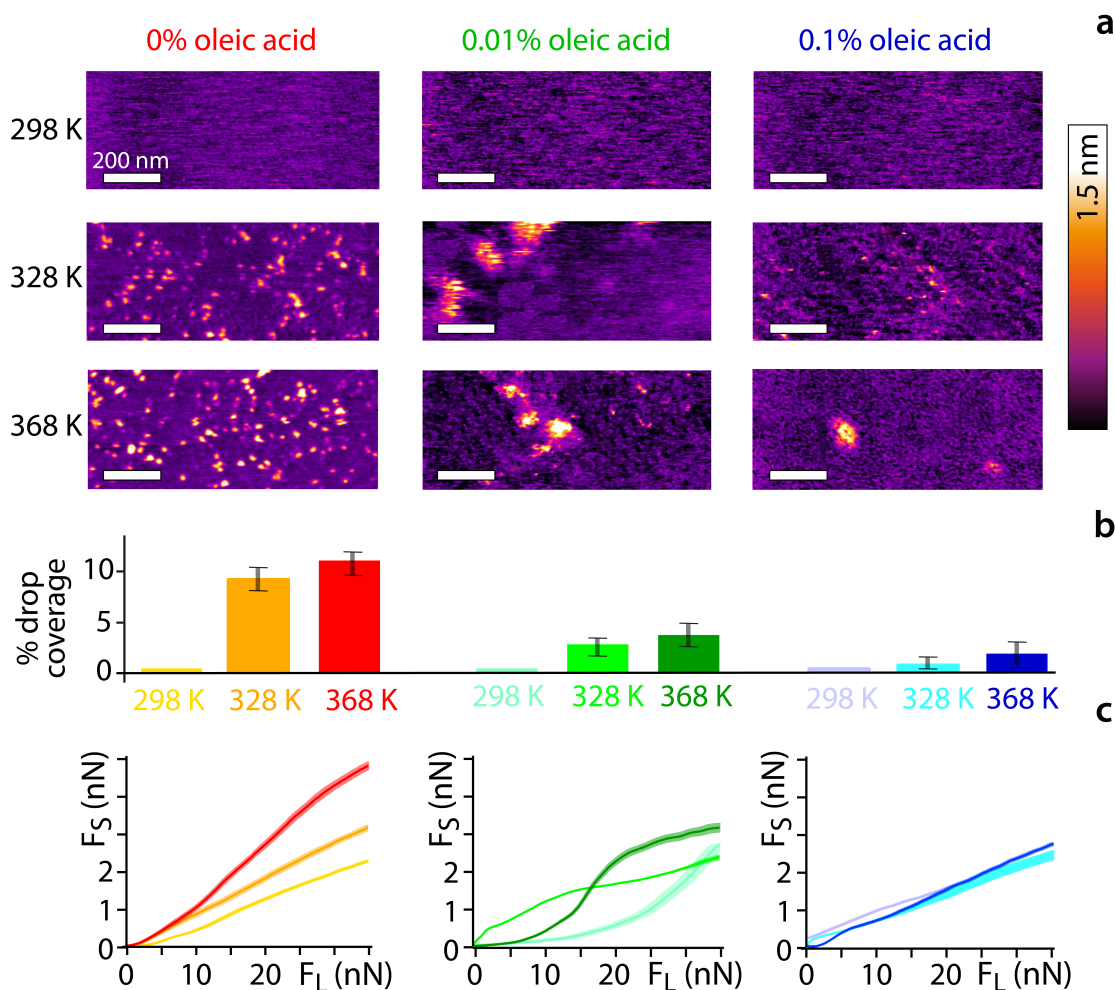 a
0% oleic acid 0.01% oleic acid 0.1% oleic acid
298 K
200 nm
1.5 nm
328 K
368 K
b
% drop coverage
10
5
0
298 K 328 K 368 K 298 K 328 K 368 K 298 K 328 K 368 K
c
Fs (nN) Fs (nN) Fs (nN)
2 2 2
1 1 1
0 0 0
0 10 20 FL (nN) 0 10 20 FL (nN) 0 10 20 FL (nN)